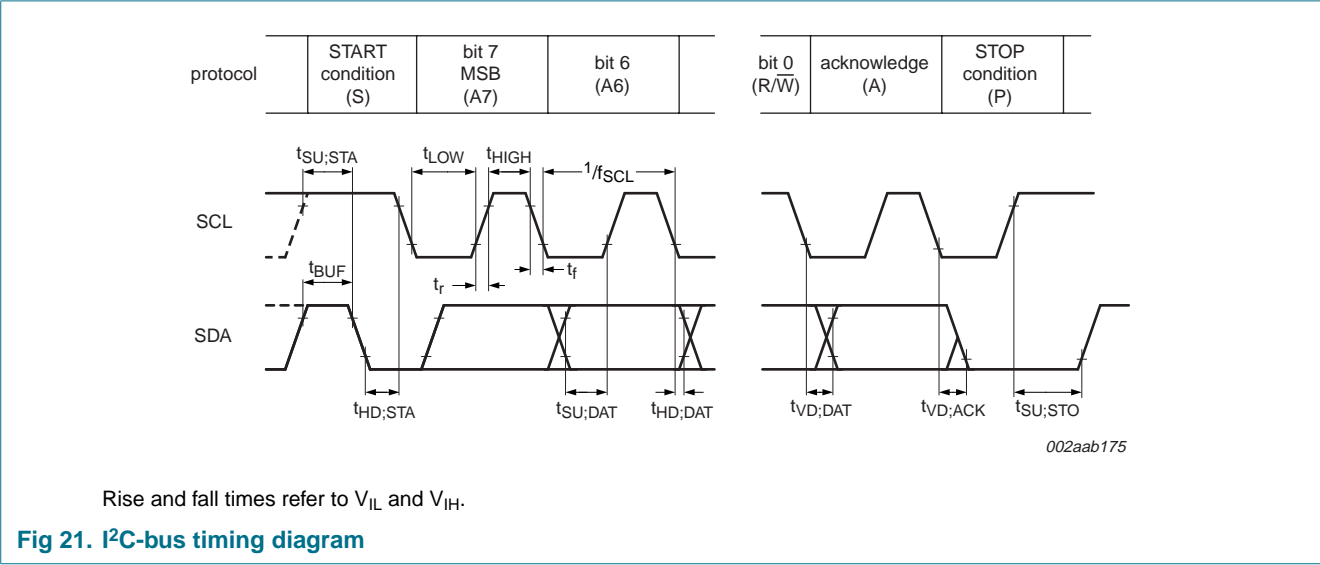 protocol
START
condition
(S)
bit 7
MSB
(A7)
bit 6
(A6)
bit 0
(R/W̅)
acknowledge
(A)
STOP
condition
(P)
tSU;STA
tLOW
tHIGH
1/fSCL
SCL
tBUF
tr
tf
SDA
tHD;STA
tSU;DAT
tHD;DAT
tVD;DAT
tVD;ACK
tSU;STO
002aab175
Rise and fall times refer to VIL and VIH.
Fig 21. I²C-bus timing diagram